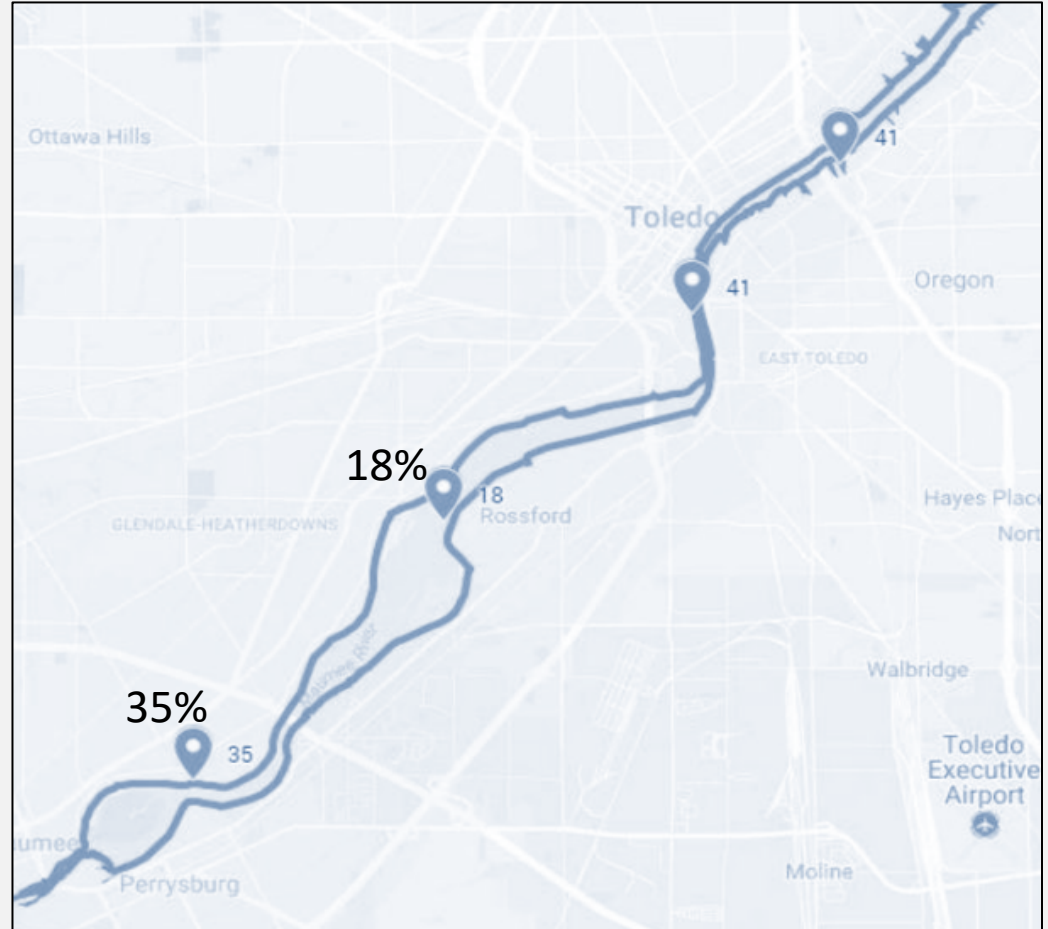 Ottawa Hills
41
Toledo
Oregon
41
EAST TOLEDO
18%
18
Rossford
Hayes Place
GLENDALE-HEATHERDOWNS
Nort
Maumee River
Walbridge
35%
35
Toledo
Executive
Airport
umee
Moline
Perrysburg